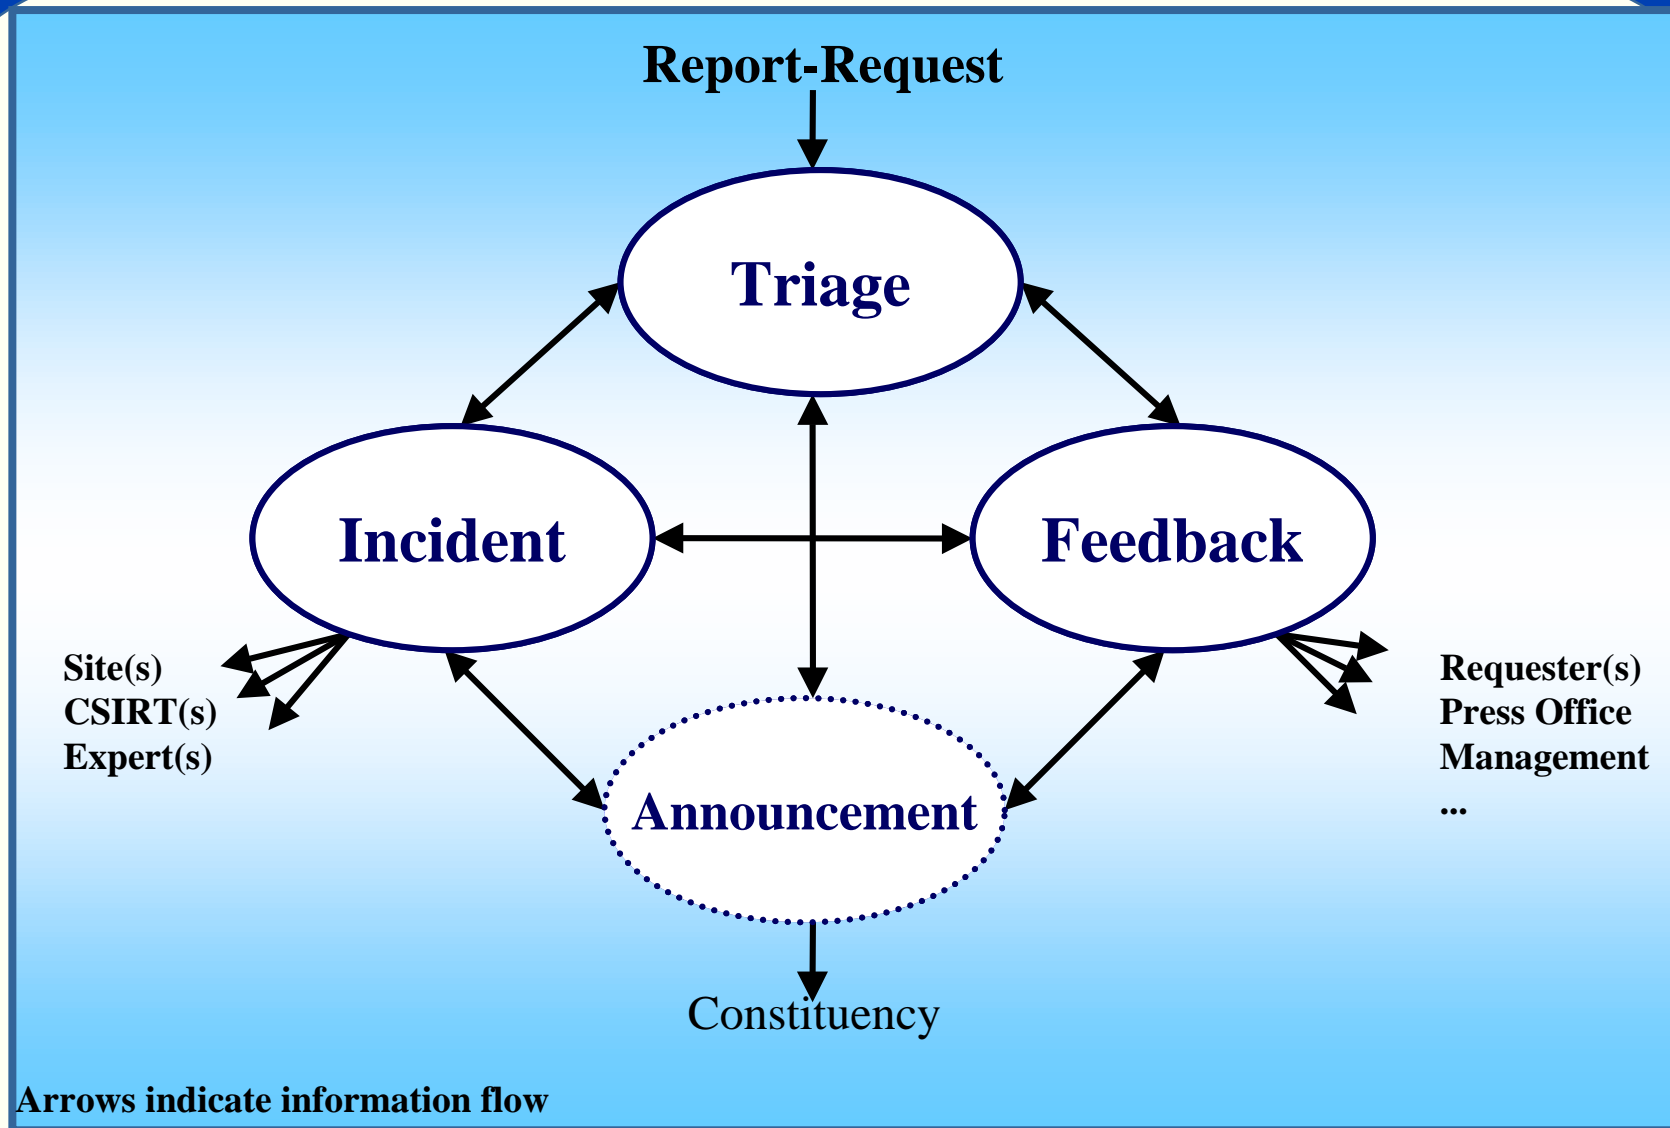 Report-Request
Triage
Incident
Feedback
Site(s)
CSIRT(s)
Expert(s)
Requester(s)
Press Office
Management
...
Announcement
Constituency
Arrows indicate information flow